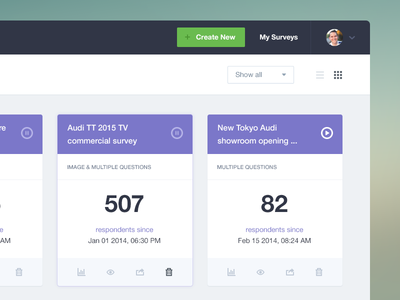 + Create New
My Surveys
Show all
re
Audi TT 2015 TV
commercial survey
New Tokyo Audi
showroom opening ...
IMAGE & MULTIPLE QUESTIONS
MULTIPLE QUESTIONS
507
82
respondents since
respondents since
AM
Jan 01 2014, 06:30 PM
Feb 15 2014, 08:24 AM